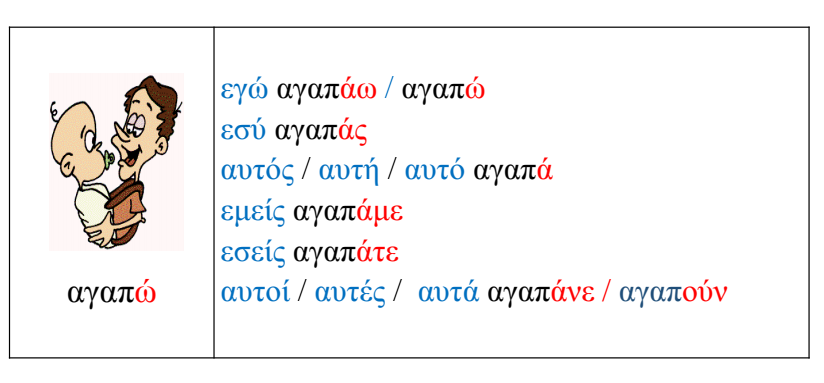 εγώ αγαπάω / αγαπώ
εσύ αγαπάς
αυτός / αυτή / αυτό αγαπά
εμείς αγαπάμε
εσείς αγαπάτε
αγαπώ
αυτοί / αυτές / αυτά αγαπάνε / αγαπούν